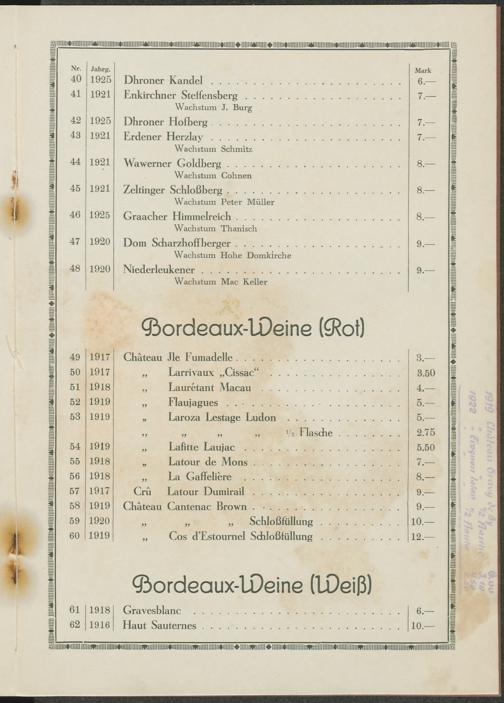 Nr. Jahrg. Mark
40 1925 Dhroner Kandel . . . . . 6.—
41 1921 Enkirchner Steffensberg . . . . . 7.—
Wachstum J. Burg
42 1925 Dhroner Hofberg . . . . . 7.—
43 1921 Erdener Herzlay . . . . . 7.—
Wachstum Schmitz
44 1921 Wawerner Goldberg . . . . . 8.—
Wachstum Cohnen
45 1921 Zeltinger Schloßberg . . . . . 8.—
Wachstum Peter Müller
46 1925 Graacher Himmelreich . . . . . 8.—
Wachstum Thanisch
47 1920 Dom Scharzhoffberger . . . . . 9.—
Wachstum Hohe Domkirche
48 1920 Niederleukener . . . . . 9.—
Wachstum Mac Keller
Bordeaux-Weine (Rot)
49 1917 Château Jle Fumadelle . . . . . 3.—
50 1917 „ Larrivaux „Cissac“ . . . . . 3.50
51 1918 „ Laurétant Macau . . . . . 4.—
52 1919 „ Flaujagues . . . . . 5.—
53 1919 „ Laroza Lestage Ludon . . . . . 5.—
„ „ „ „ ½ Flasche . . . . . 2.75
54 1919 „ Lafitte Laujac . . . . . 5.50
55 1918 „ Latour de Mons . . . . . 7.—
56 1918 „ La Gaffelière . . . . . 8.—
57 1917 Crû Latour Dumirail . . . . . 9.—
58 1919 Château Cantenac Brown . . . . . 9.—
59 1920 „ „ „ Schloßfüllung . . . . . 10.—
60 1919 „ Cos d'Estournel Schloßfüllung . . . . . 12.—
Bordeaux-Weine (Weiß)
61 1918 Gravesblanc . . . . . 6.—
62 1916 Haut Sauternes . . . . . 10.—
1919 Château
1922